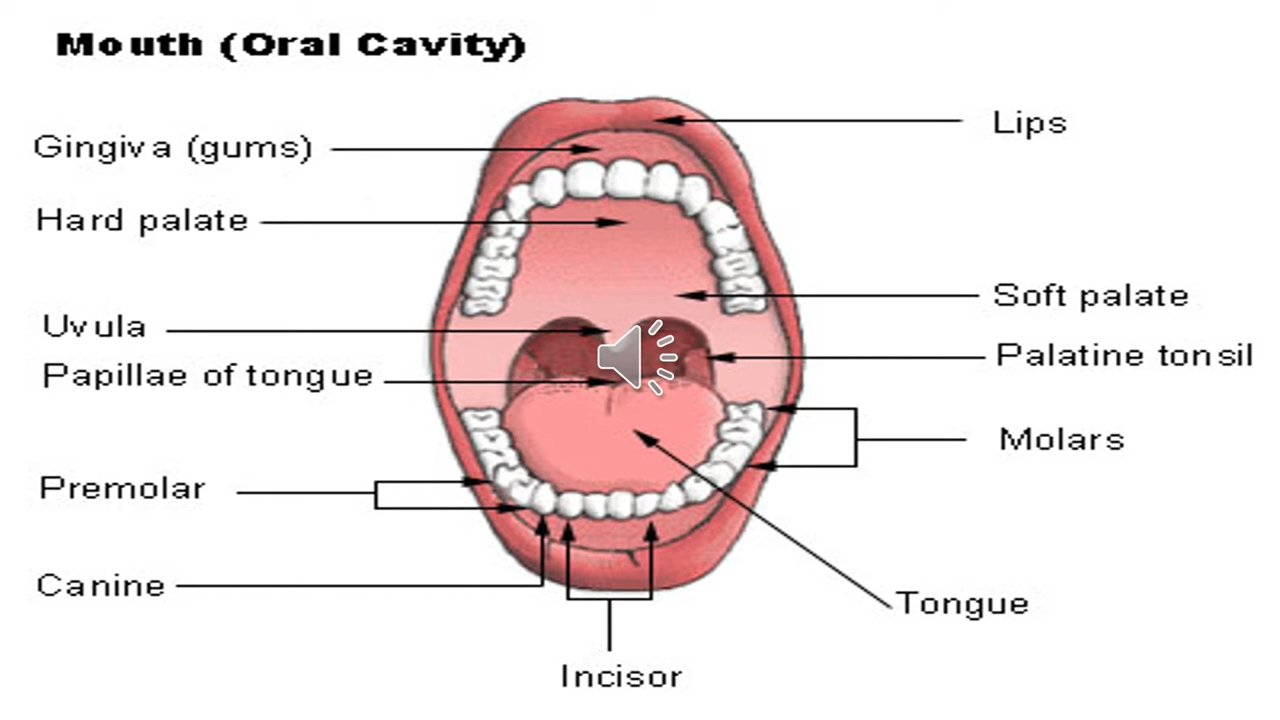 Mouth (Oral Cavity)
Lips
Gingiva (gums)
Hard palate
Soft palate
Uvula
Palatine tonsil
Papillae of tongue
Molars
Premolar
Canine
Tongue
Incisor